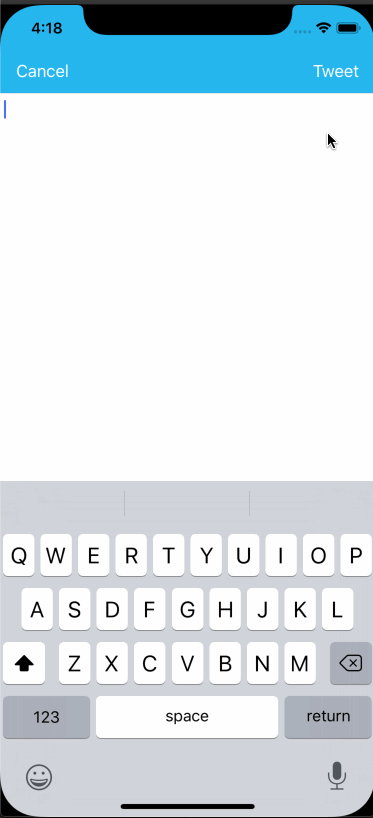 4:18
Cancel Tweet
Q W E R T Y U I O P
A S D F G H J K L
Z X C V B N M
123 space return